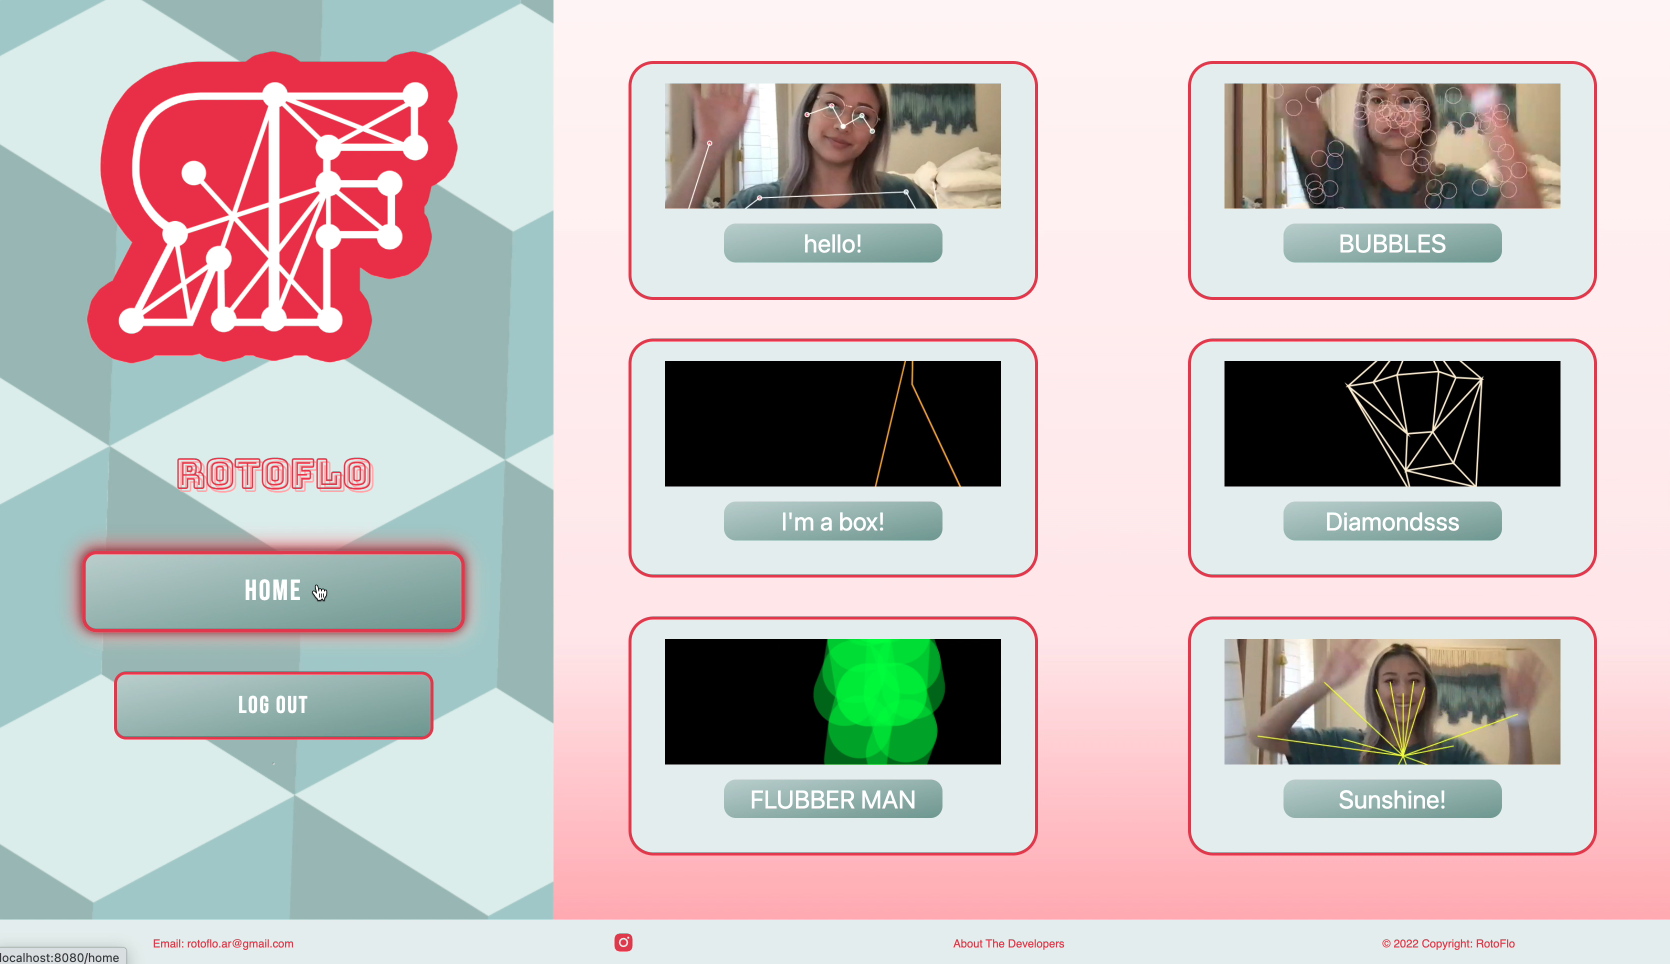 ROTOFLO
HOME
LOG OUT
hello!
BUBBLES
I'm a box!
Diamondsss
FLUBBER MAN
Sunshine!
Email: rotoflo.ar@gmail.com
About The Developers
© 2022 Copyright: RotoFlo
localhost:8080/home